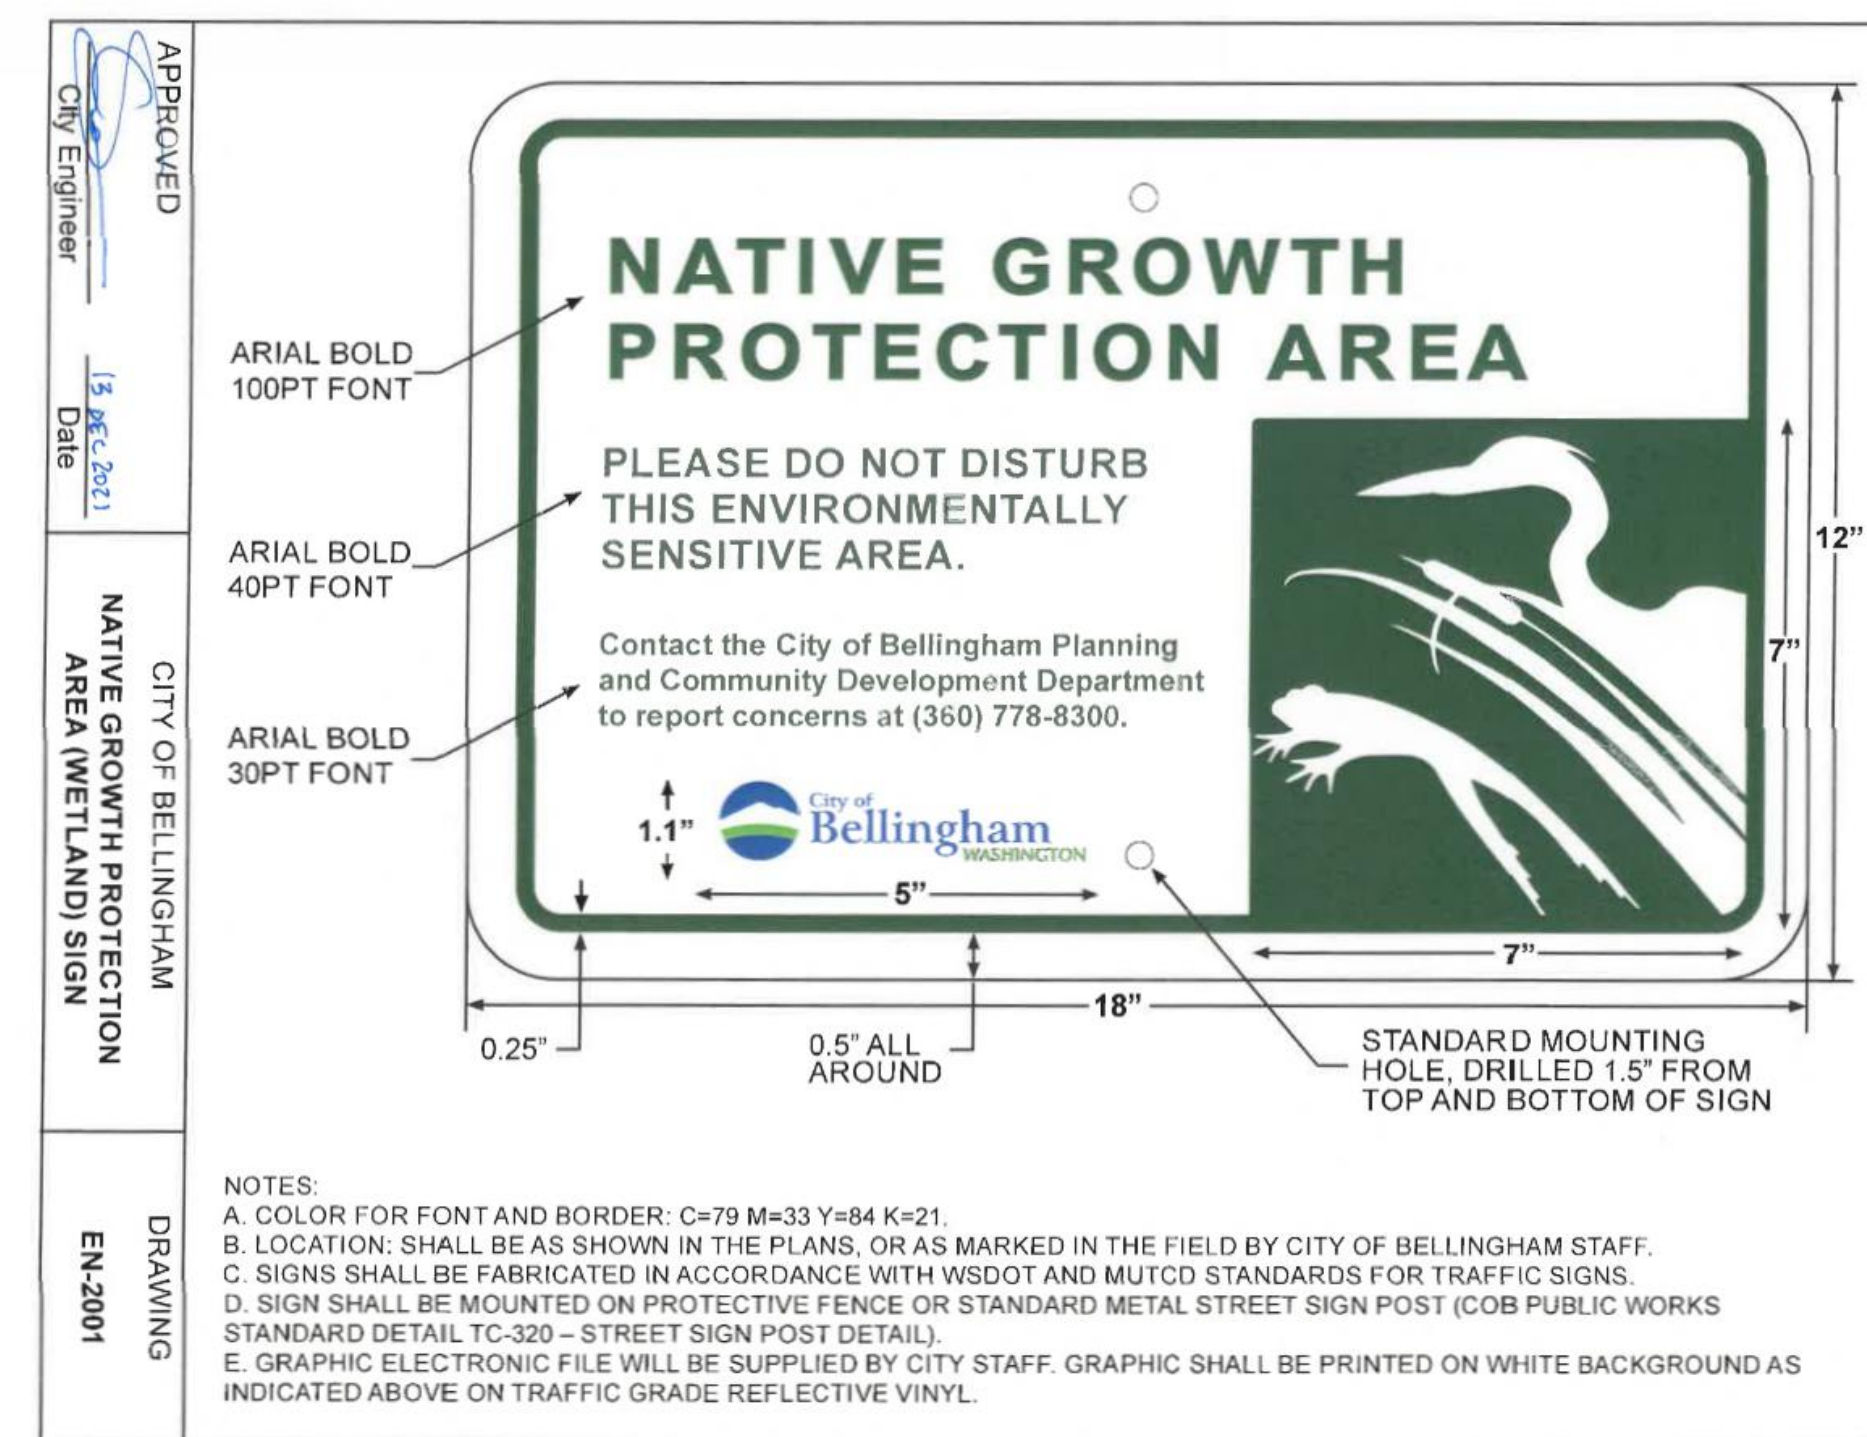 APPROVED
City Engineer
13 DEC 2021
Date
CITY OF BELLINGHAM
NATIVE GROWTH PROTECTION
AREA (WETLAND) SIGN
DRAWING
EN-2001
NATIVE GROWTH
PROTECTION AREA
ARIAL BOLD
100PT FONT
PLEASE DO NOT DISTURB
THIS ENVIRONMENTALLY
SENSITIVE AREA.
ARIAL BOLD
40PT FONT
Contact the City of Bellingham Planning
and Community Development Department
to report concerns at (360) 778-8300.
ARIAL BOLD
30PT FONT
1.1"
City of
Bellingham
WASHINGTON
5"
12"
7"
7"
18"
0.25"
0.5" ALL
AROUND
STANDARD MOUNTING
HOLE, DRILLED 1.5" FROM
TOP AND BOTTOM OF SIGN
NOTES:
A. COLOR FOR FONT AND BORDER: C=79 M=33 Y=84 K=21.
B. LOCATION: SHALL BE AS SHOWN IN THE PLANS, OR AS MARKED IN THE FIELD BY CITY OF BELLINGHAM STAFF.
C. SIGNS SHALL BE FABRICATED IN ACCORDANCE WITH WSDOT AND MUTCD STANDARDS FOR TRAFFIC SIGNS.
D. SIGN SHALL BE MOUNTED ON PROTECTIVE FENCE OR STANDARD METAL STREET SIGN POST (COB PUBLIC WORKS
STANDARD DETAIL TC-320 – STREET SIGN POST DETAIL).
E. GRAPHIC ELECTRONIC FILE WILL BE SUPPLIED BY CITY STAFF. GRAPHIC SHALL BE PRINTED ON WHITE BACKGROUND AS
INDICATED ABOVE ON TRAFFIC GRADE REFLECTIVE VINYL.